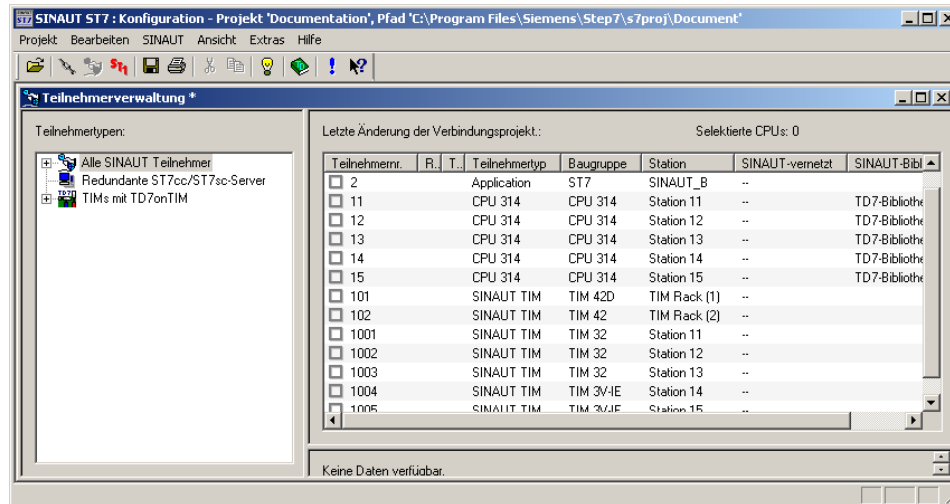 SINAUT ST7 : Konfiguration - Projekt 'Documentation', Pfad 'C:\Program Files\Siemens\Step7\s7proj\Document'
Projekt Bearbeiten SINAUT Ansicht Extras Hilfe
Teilnehmerverwaltung *
Teilnehmertypen:
Alle SINAUT Teilnehmer
Redundante ST7cc/ST7sc-Server
TIMs mit TD7onTIM
Letzte Änderung der Verbindungsprojekt.: Selektierte CPUs: 0
Teilnehmernr. R.. T.. Teilnehmertyp Baugruppe Station SINAUT-vernetzt SINAUT-Bibl
2 Application ST7 SINAUT_B --
11 CPU 314 CPU 314 Station 11 -- TD7-Bibliothe
12 CPU 314 CPU 314 Station 12 -- TD7-Bibliothe
13 CPU 314 CPU 314 Station 13 -- TD7-Bibliothe
14 CPU 314 CPU 314 Station 14 -- TD7-Bibliothe
15 CPU 314 CPU 314 Station 15 -- TD7-Bibliothe
101 SINAUT TIM TIM 42D TIM Rack (1) --
102 SINAUT TIM TIM 42 TIM Rack (2) --
1001 SINAUT TIM TIM 32 Station 11 --
1002 SINAUT TIM TIM 32 Station 12 --
1003 SINAUT TIM TIM 32 Station 13 --
1004 SINAUT TIM TIM 3V-IE Station 14 --
1005 SINAUT TIM TIM 3V-IE Station 15 --
Keine Daten verfügbar.